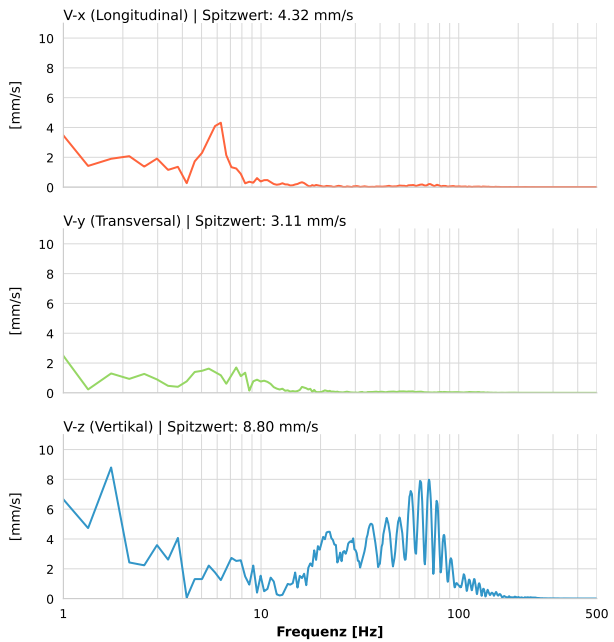 V-x (Longitudinal) | Spitzwert: 4.32 mm/s
10
8
6
4
2
0
[mm/s]
V-y (Transversal) | Spitzwert: 3.11 mm/s
10
8
6
4
2
0
[mm/s]
V-z (Vertikal) | Spitzwert: 8.80 mm/s
10
8
6
4
2
0
[mm/s]
1 10 100 500
Frequenz [Hz]